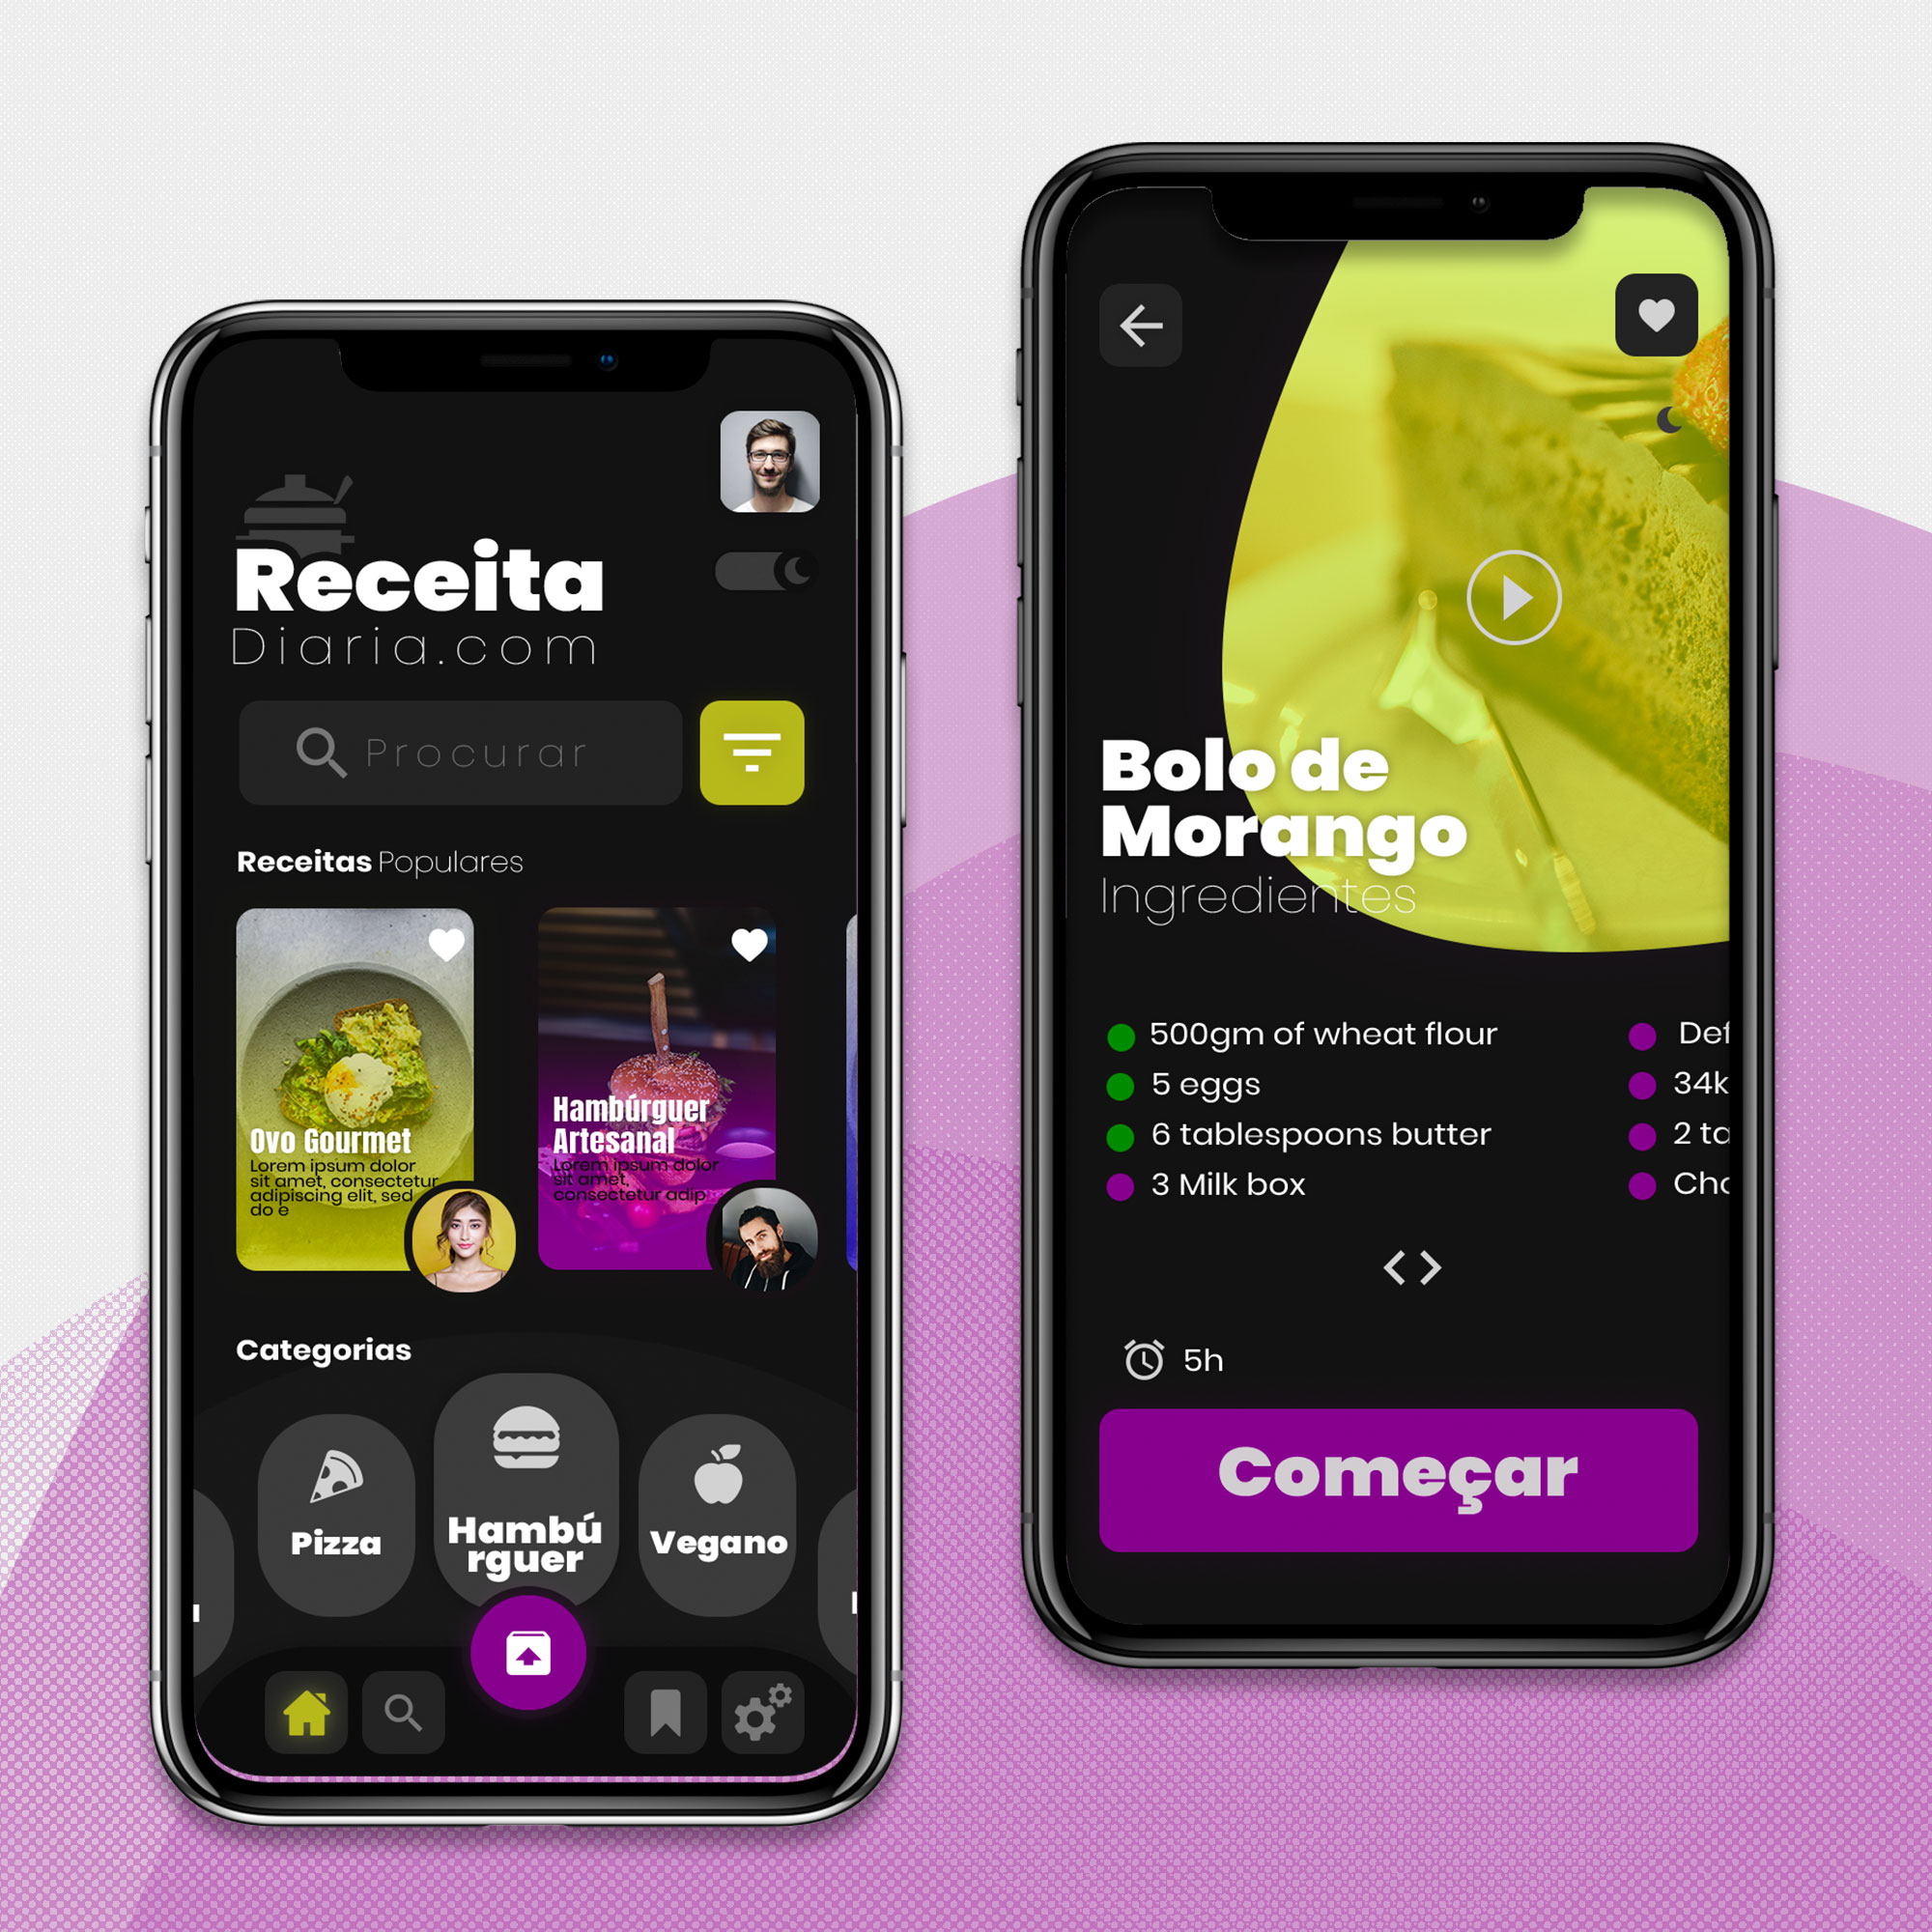 Receita
Diaria.com
Procurar
Receitas Populares
Ovo Gourmet
Lorem ipsum dolor
sit amet, consectetur
adipiscing elit, sed
do e
Hambúrguer
Artesanal
Lorem ipsum dolor
sit amet,
consectetur adip
Categorias
Pizza
Hambú
rguer
Vegano
Bolo de
Morango
Ingredientes
500gm of wheat flour
5 eggs
6 tablespoons butter
3 Milk box
Def
34k
2 ta
Cho
5h
Começar